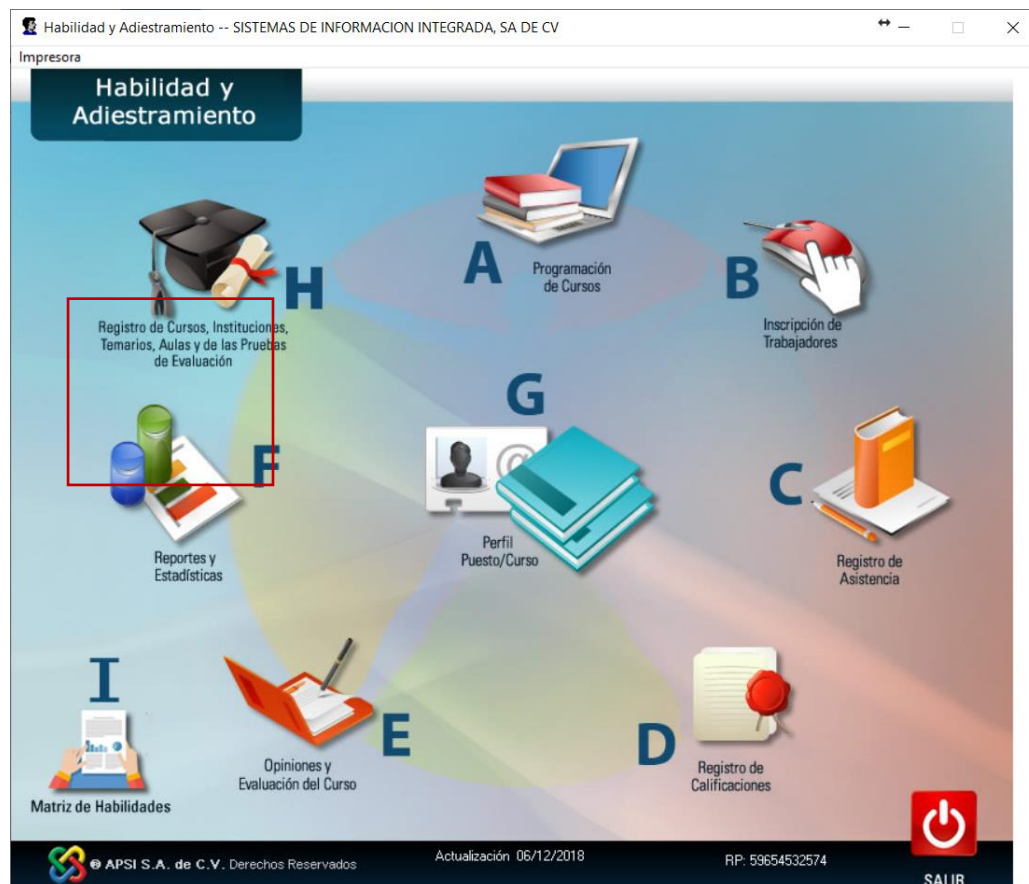 Habilidad y Adiestramiento -- SISTEMAS DE INFORMACION INTEGRADA, SA DE CV
Impresora
Habilidad y
Adiestramiento
A
Programación
de Cursos
B
Inscripción de
Trabajadores
H
Registro de Cursos, Instituciones,
Temarios, Aulas y de las Pruebas
de Evaluación
G
@
Perfil
Puesto/Curso
C
Registro de
Asistencia
F
Reportes y
Estadísticas
I
Matriz de Habilidades
E
Opiniones y
Evaluación del Curso
D
Registro de
Calificaciones
® APSI S.A. de C.V. Derechos Reservados
Actualización 06/12/2018
RP: 59654532574
SALIR